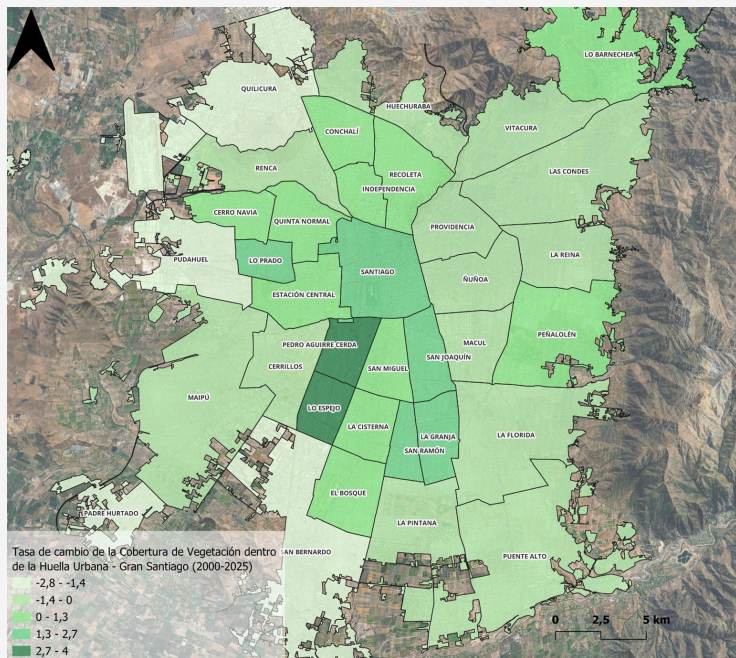 LO BARNECHEA
QUILICURA
HUECHURABA
VITACURA
CONCHALÍ
RENCA
LAS CONDES
RECOLETA
INDEPENDENCIA
CERRO NAVIA
QUINTA NORMAL
PROVIDENCIA
PUDAHUEL
LO PRADO
LA REINA
SANTIAGO
ÑUÑOA
ESTACIÓN CENTRAL
PEÑALOLÉN
PEDRO AGUIRRE CERDA
MACUL
SAN JOAQUÍN
CERRILLOS
SAN MIGUEL
MAIPÚ
LO ESPEJO
LA CISTERNA
LA GRANJA
LA FLORIDA
SAN RAMÓN
EL BOSQUE
PADRE HURTADO
LA PINTANA
SAN BERNARDO
PUENTE ALTO
Tasa de cambio de la Cobertura de Vegetación dentro
de la Huella Urbana - Gran Santiago (2000-2025)
-2,8 - -1,4
-1,4 - 0
0 - 1,3
1,3 - 2,7
2,7 - 4
0 2,5 5 km